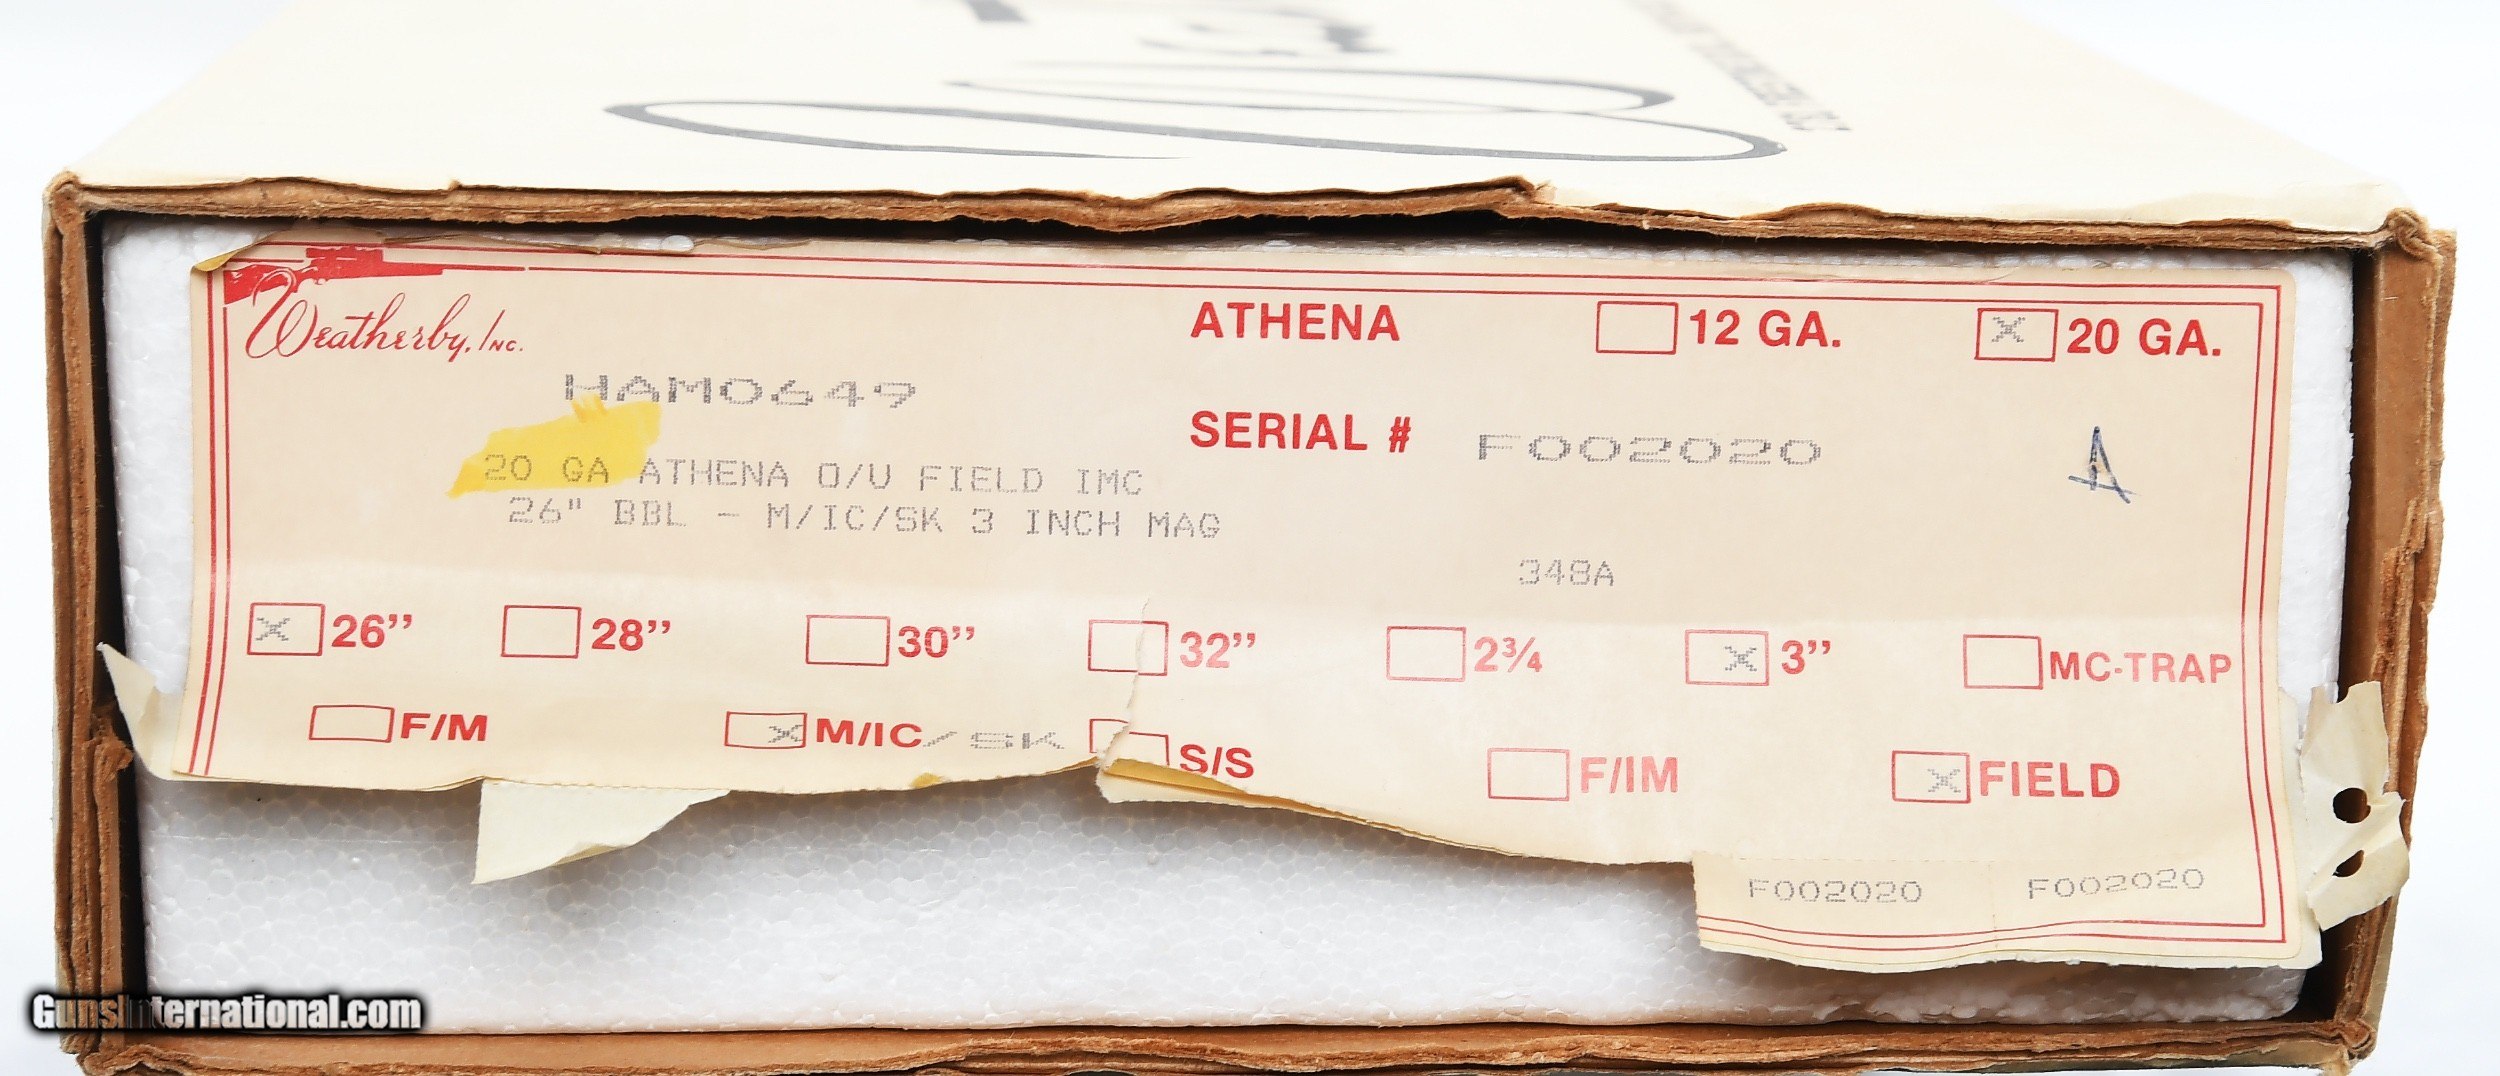 Weatherby, Inc.
ATHENA 12 GA. X 20 GA.
HAM0649
SERIAL # F002020 A
20 GA ATHENA O/U FIELD IMC
26" BBL - M/IC/SK 3 INCH MAG
348A
X 26" 28" 30" 32" 2¾ X 3" MC-TRAP
F/M X M/IC/SK S/S F/IM X FIELD
F002020 F002020
GunsInternational.com